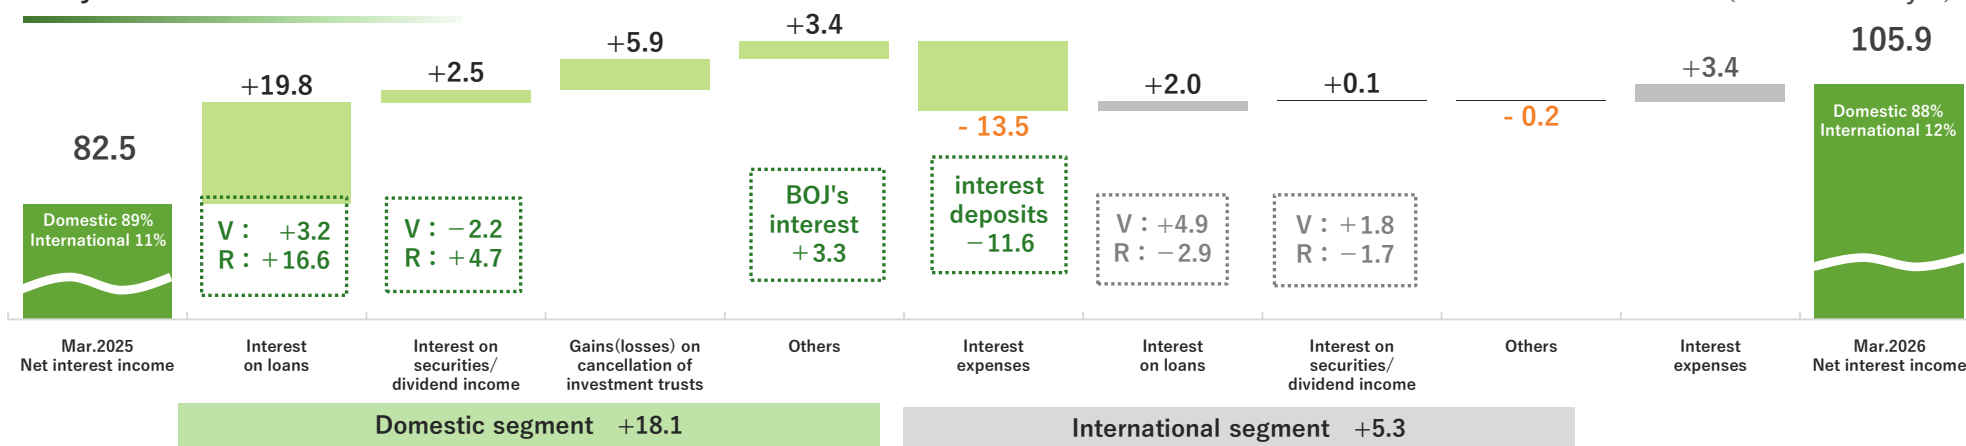 105.9
+3.4
+5.9
+2.5
+19.8
+2.0
+0.1
+3.4
- 13.5
- 0.2
82.5
Domestic 88%
International 12%
Domestic 89%
International 11%
V： +3.2
R：+16.6
V：−2.2
R：+4.7
BOJ's
interest
+3.3
interest
deposits
−11.6
V：+4.9
R：−2.9
V：+1.8
R：−1.7
Mar.2025
Net interest income
Interest
on loans
Interest on
securities/
dividend income
Gains(losses) on
cancellation of
investment trusts
Others
Interest
expenses
Interest
on loans
Interest on
securities/
dividend income
Others
Interest
expenses
Mar.2026
Net interest income
Domestic segment +18.1
International segment +5.3